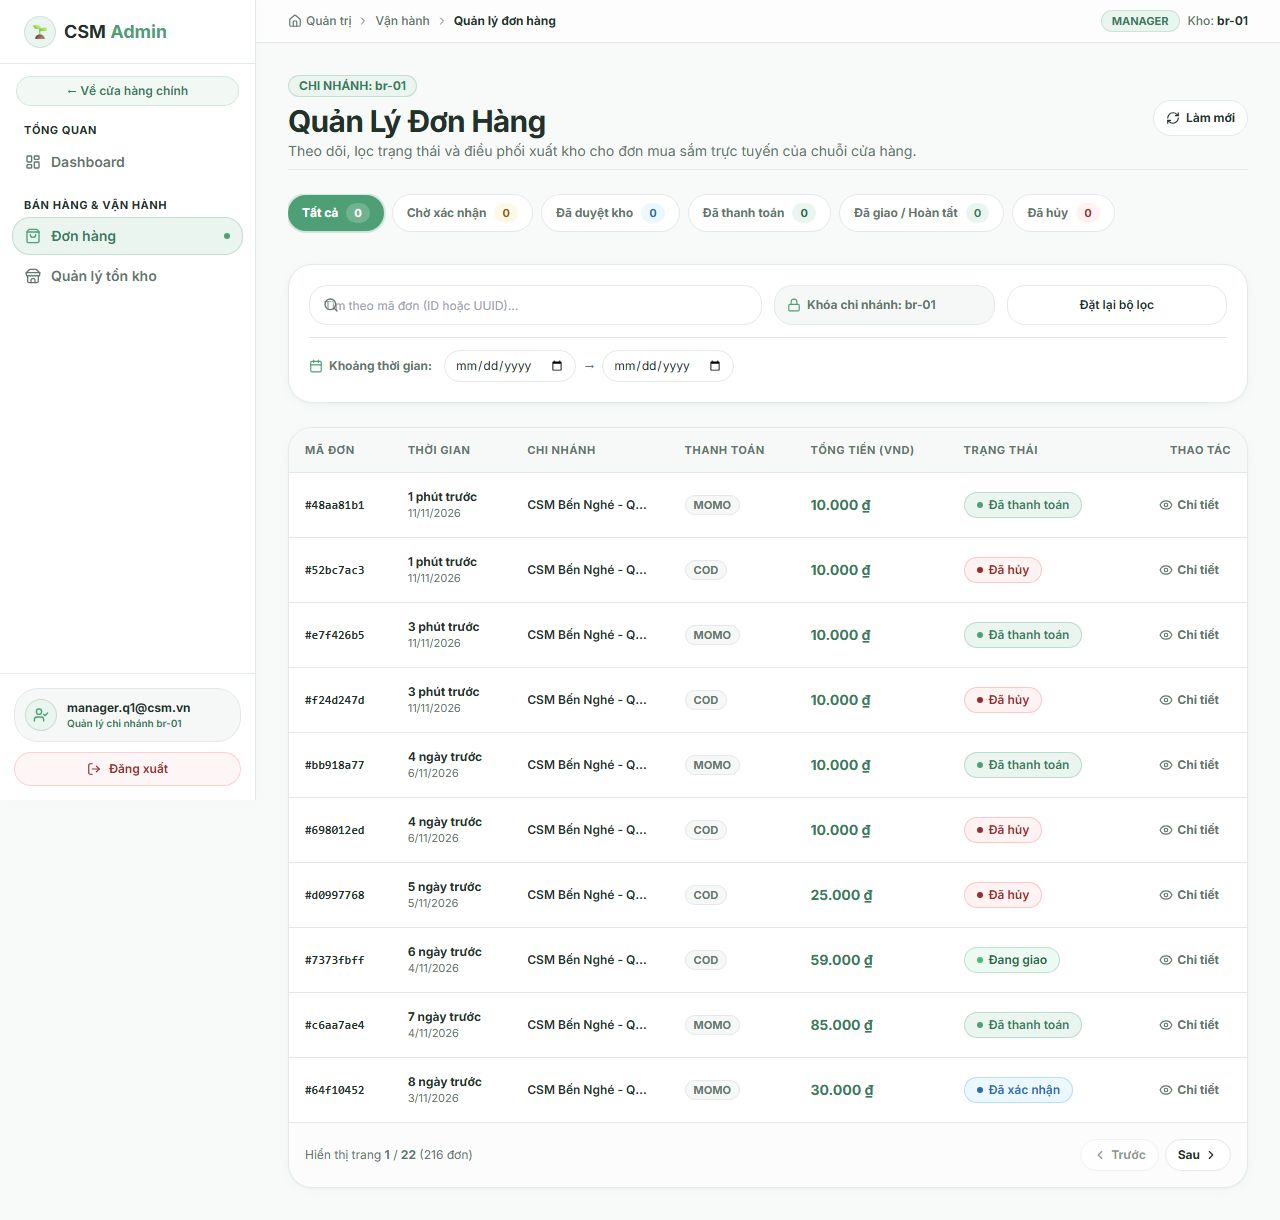 CSM Admin
← Về cửa hàng chính
TỔNG QUAN
Dashboard
BÁN HÀNG & VẬN HÀNH
Đơn hàng
Quản lý tồn kho
manager.q1@csm.vn
Quản lý chi nhánh br-01
Đăng xuất
Quản trị > Vận hành > Quản lý đơn hàng
MANAGER Kho: br-01
CHI NHÁNH: br-01
Quản Lý Đơn Hàng
Theo dõi, lọc trạng thái và điều phối xuất kho cho đơn mua sắm trực tuyến của chuỗi cửa hàng.
Làm mới
Tất cả 0 Chờ xác nhận 0 Đã duyệt kho 0 Đã thanh toán 0 Đã giao / Hoàn tất 0 Đã hủy 0
Tìm theo mã đơn (ID hoặc UUID)... Khóa chi nhánh: br-01 Đặt lại bộ lọc
Khoảng thời gian: mm/dd/yyyy → mm/dd/yyyy
MÃ ĐƠN THỜI GIAN CHI NHÁNH THANH TOÁN TỔNG TIỀN (VND) TRẠNG THÁI THAO TÁC
#48aa81b1 1 phút trước CSM Bến Nghé - Q... MOMO 10.000 ₫ Đã thanh toán Chi tiết
11/11/2026
#52bc7ac3 1 phút trước CSM Bến Nghé - Q... COD 10.000 ₫ Đã hủy Chi tiết
11/11/2026
#e7f426b5 3 phút trước CSM Bến Nghé - Q... MOMO 10.000 ₫ Đã thanh toán Chi tiết
11/11/2026
#f24d247d 3 phút trước CSM Bến Nghé - Q... COD 10.000 ₫ Đã hủy Chi tiết
11/11/2026
#bb918a77 4 ngày trước CSM Bến Nghé - Q... MOMO 10.000 ₫ Đã thanh toán Chi tiết
6/11/2026
#698012ed 4 ngày trước CSM Bến Nghé - Q... COD 10.000 ₫ Đã hủy Chi tiết
6/11/2026
#d0997768 5 ngày trước CSM Bến Nghé - Q... COD 25.000 ₫ Đã hủy Chi tiết
5/11/2026
#7373fbff 6 ngày trước CSM Bến Nghé - Q... COD 59.000 ₫ Đang giao Chi tiết
4/11/2026
#c6aa7ae4 7 ngày trước CSM Bến Nghé - Q... MOMO 85.000 ₫ Đã thanh toán Chi tiết
4/11/2026
#64f10452 8 ngày trước CSM Bến Nghé - Q... MOMO 30.000 ₫ Đã xác nhận Chi tiết
3/11/2026
Hiển thị trang 1 / 22 (216 đơn) Trước Sau